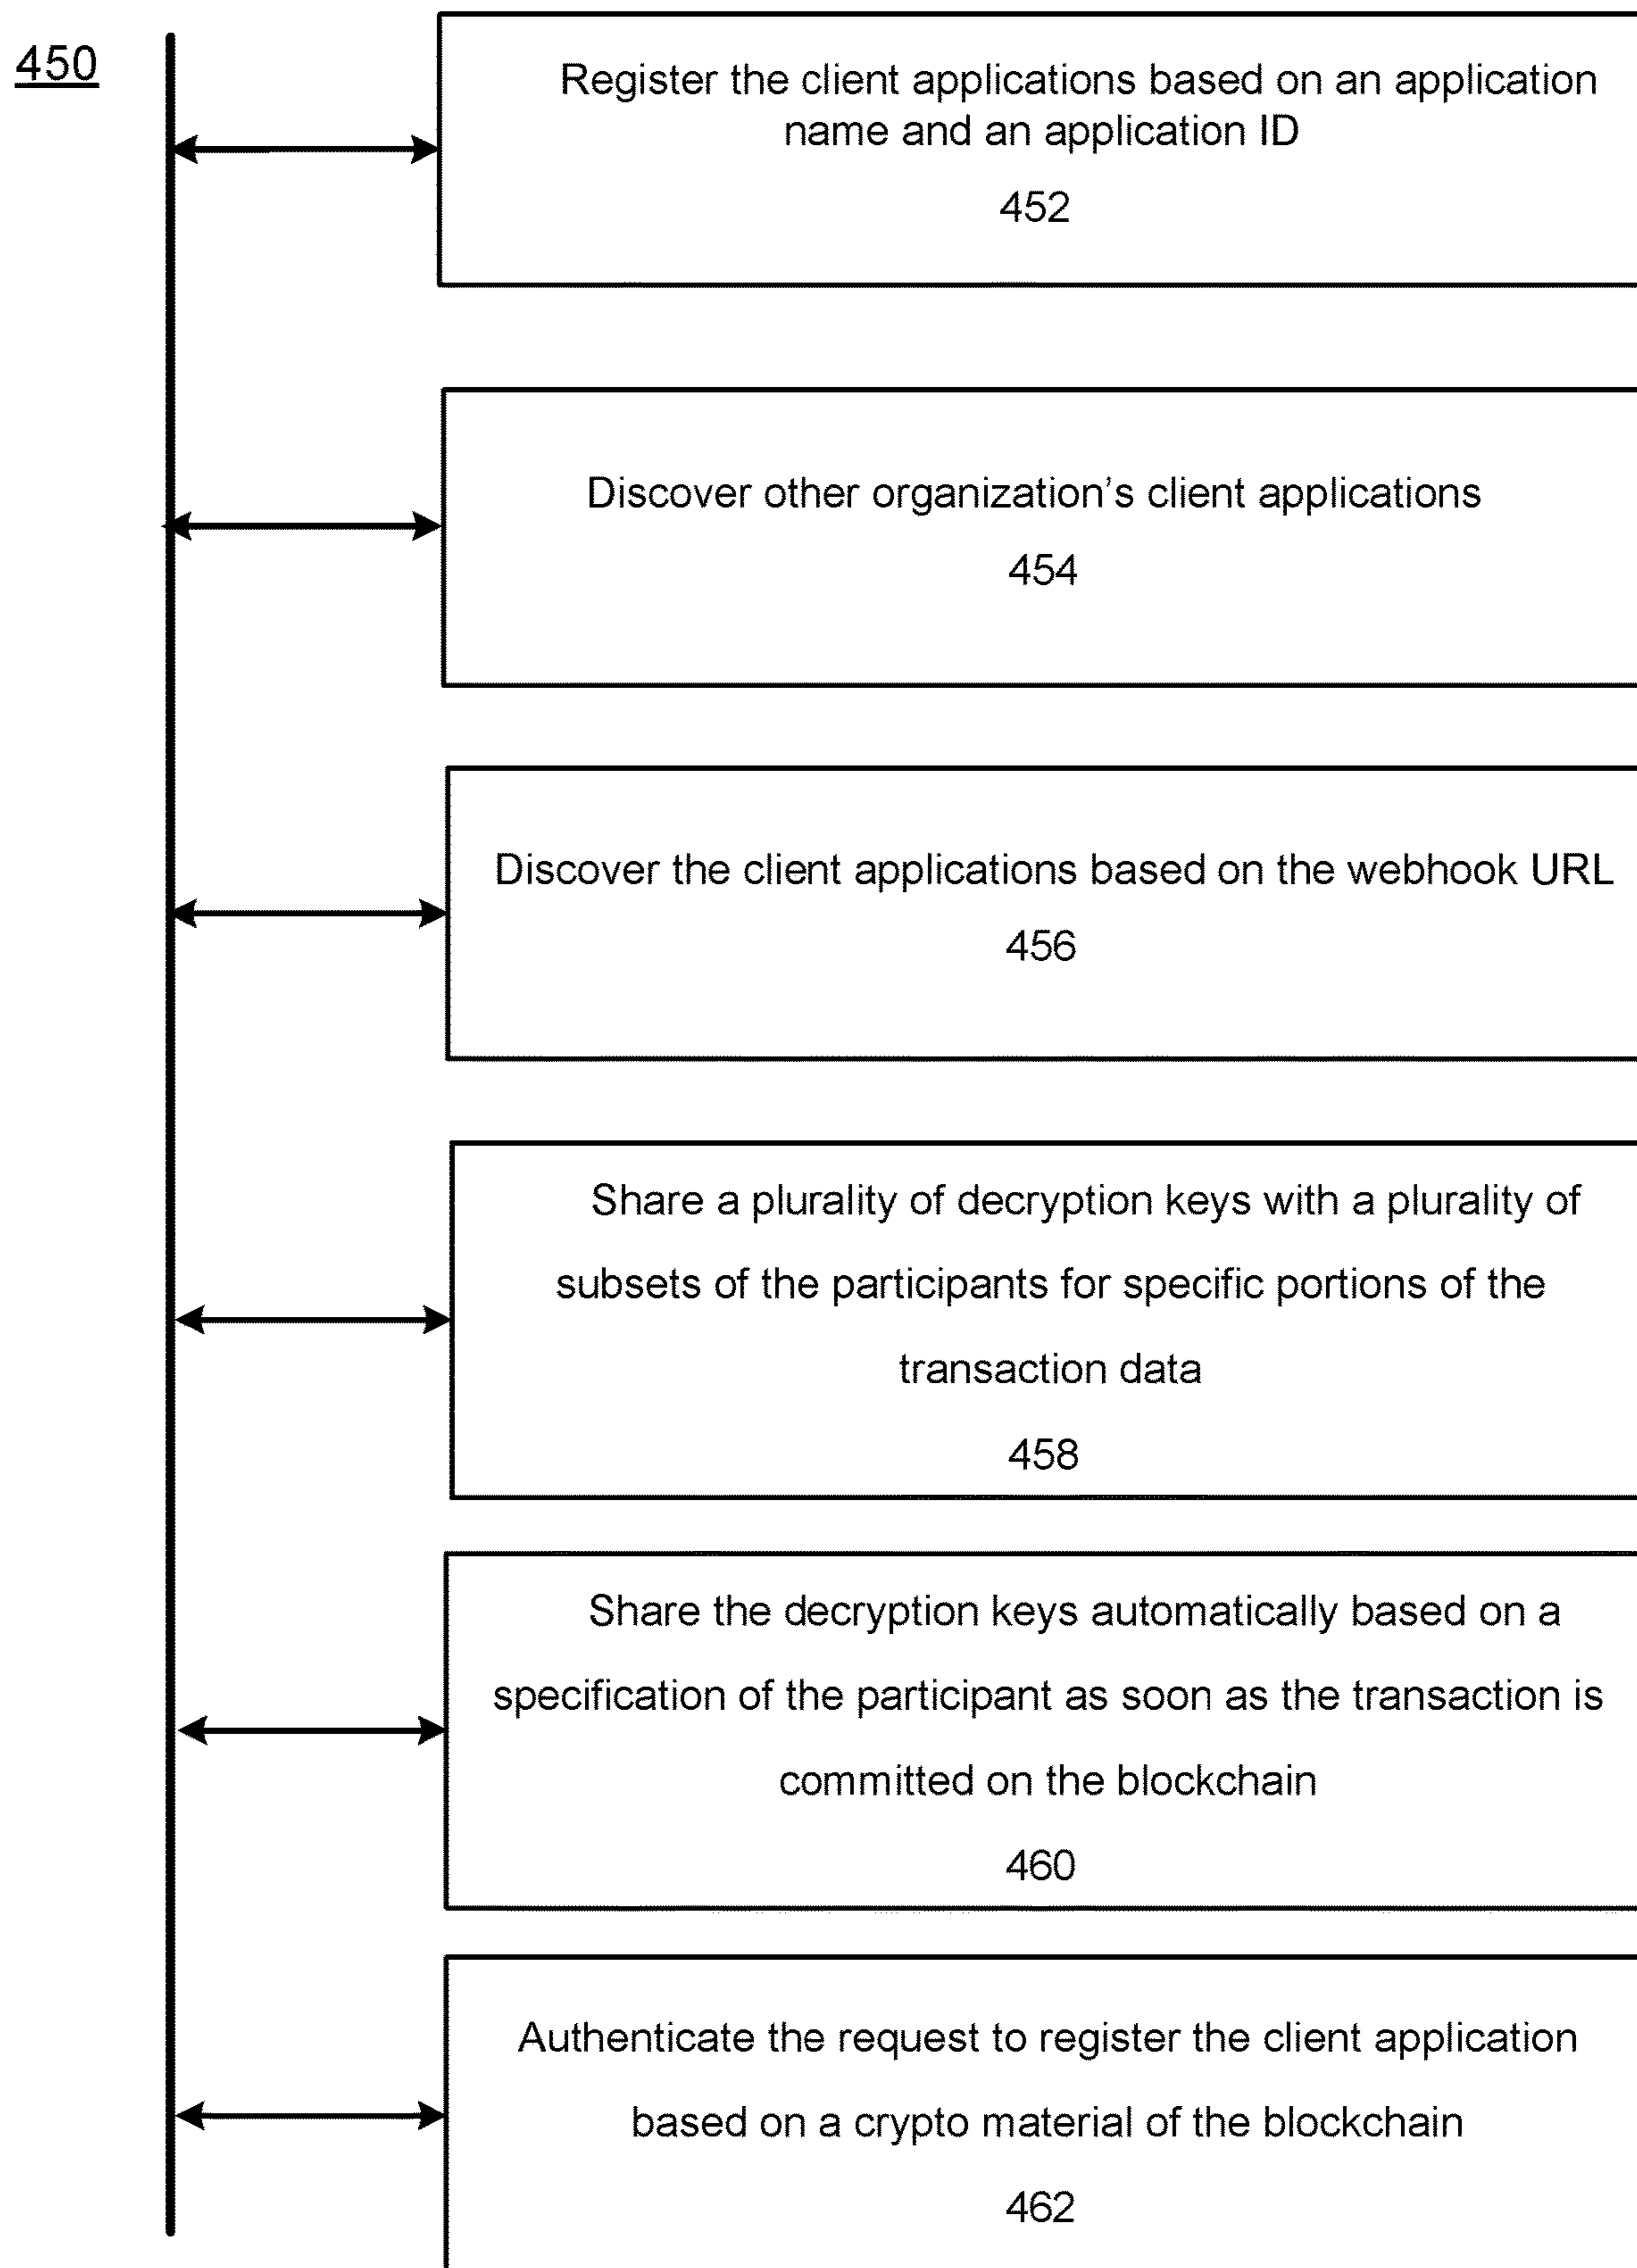 450
Register the client applications based on an application
name and an application ID
452
Discover other organization's client applications
454
Discover the client applications based on the webhook URL
456
Share a plurality of decryption keys with a plurality of
subsets of the participants for specific portions of the
transaction data
458
Share the decryption keys automatically based on a
specification of the participant as soon as the transaction is
committed on the blockchain
460
Authenticate the request to register the client application
based on a crypto material of the blockchain
462